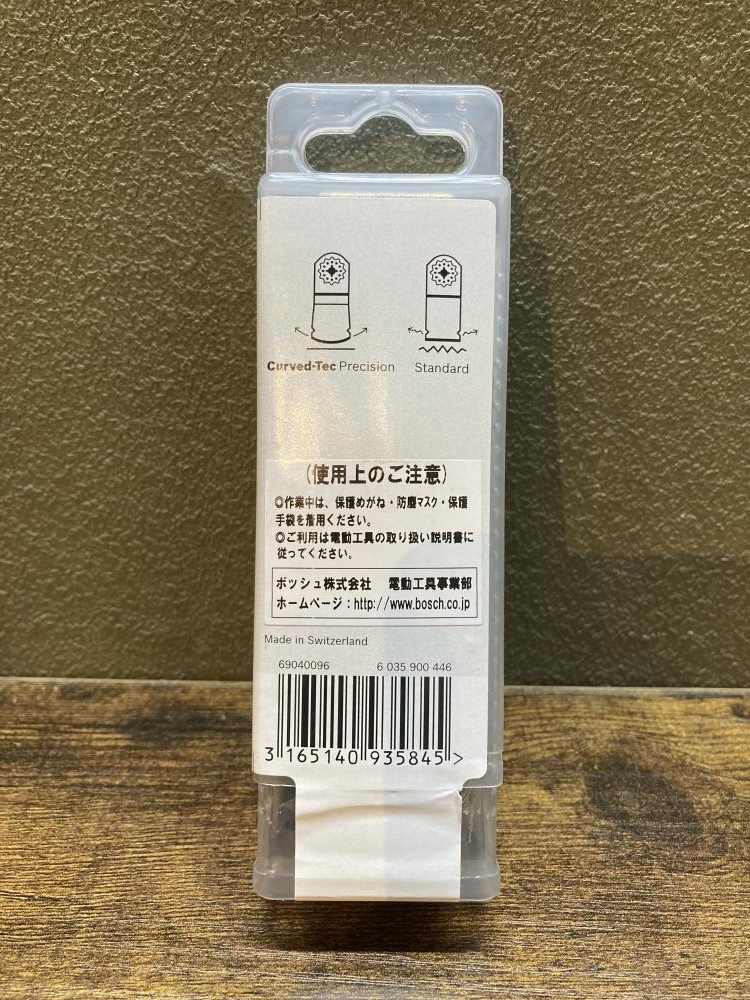 Curved-Tec Precision
Standard
(使用上のご注意)
◎作業中は、保護めがね・防塵マスク・保護
手袋を着用ください。
◎ご利用は電動工具の取り扱い説明書に
従ってください。
ボッシュ株式会社　電動工具事業部
ホームページ：http://www.bosch.co.jp
Made in Switzerland
69040096
6 035 900 446
3 165140 935845 >